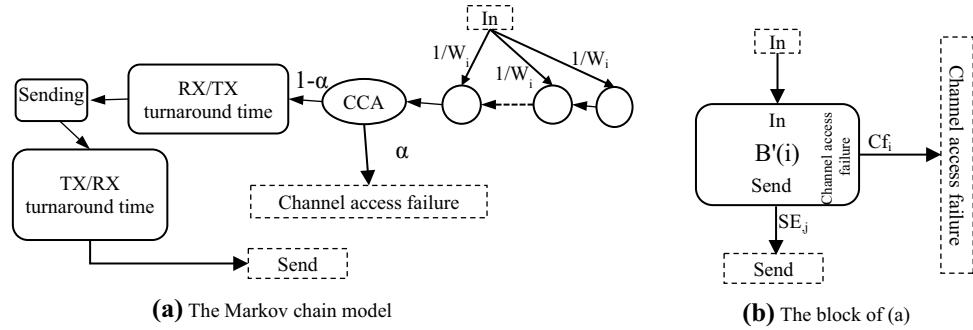 In
1/W_i
1/W_i
1/W_i
Sending
RX/TX
turnaround time
1-α
CCA
α
TX/RX
turnaround time
Channel access failure
Send
(a) The Markov chain model
In
In
B'(i)
Send
Channel access
failure
Cf_i
SE,j
Send
Channel access failure
(b) The block of (a)